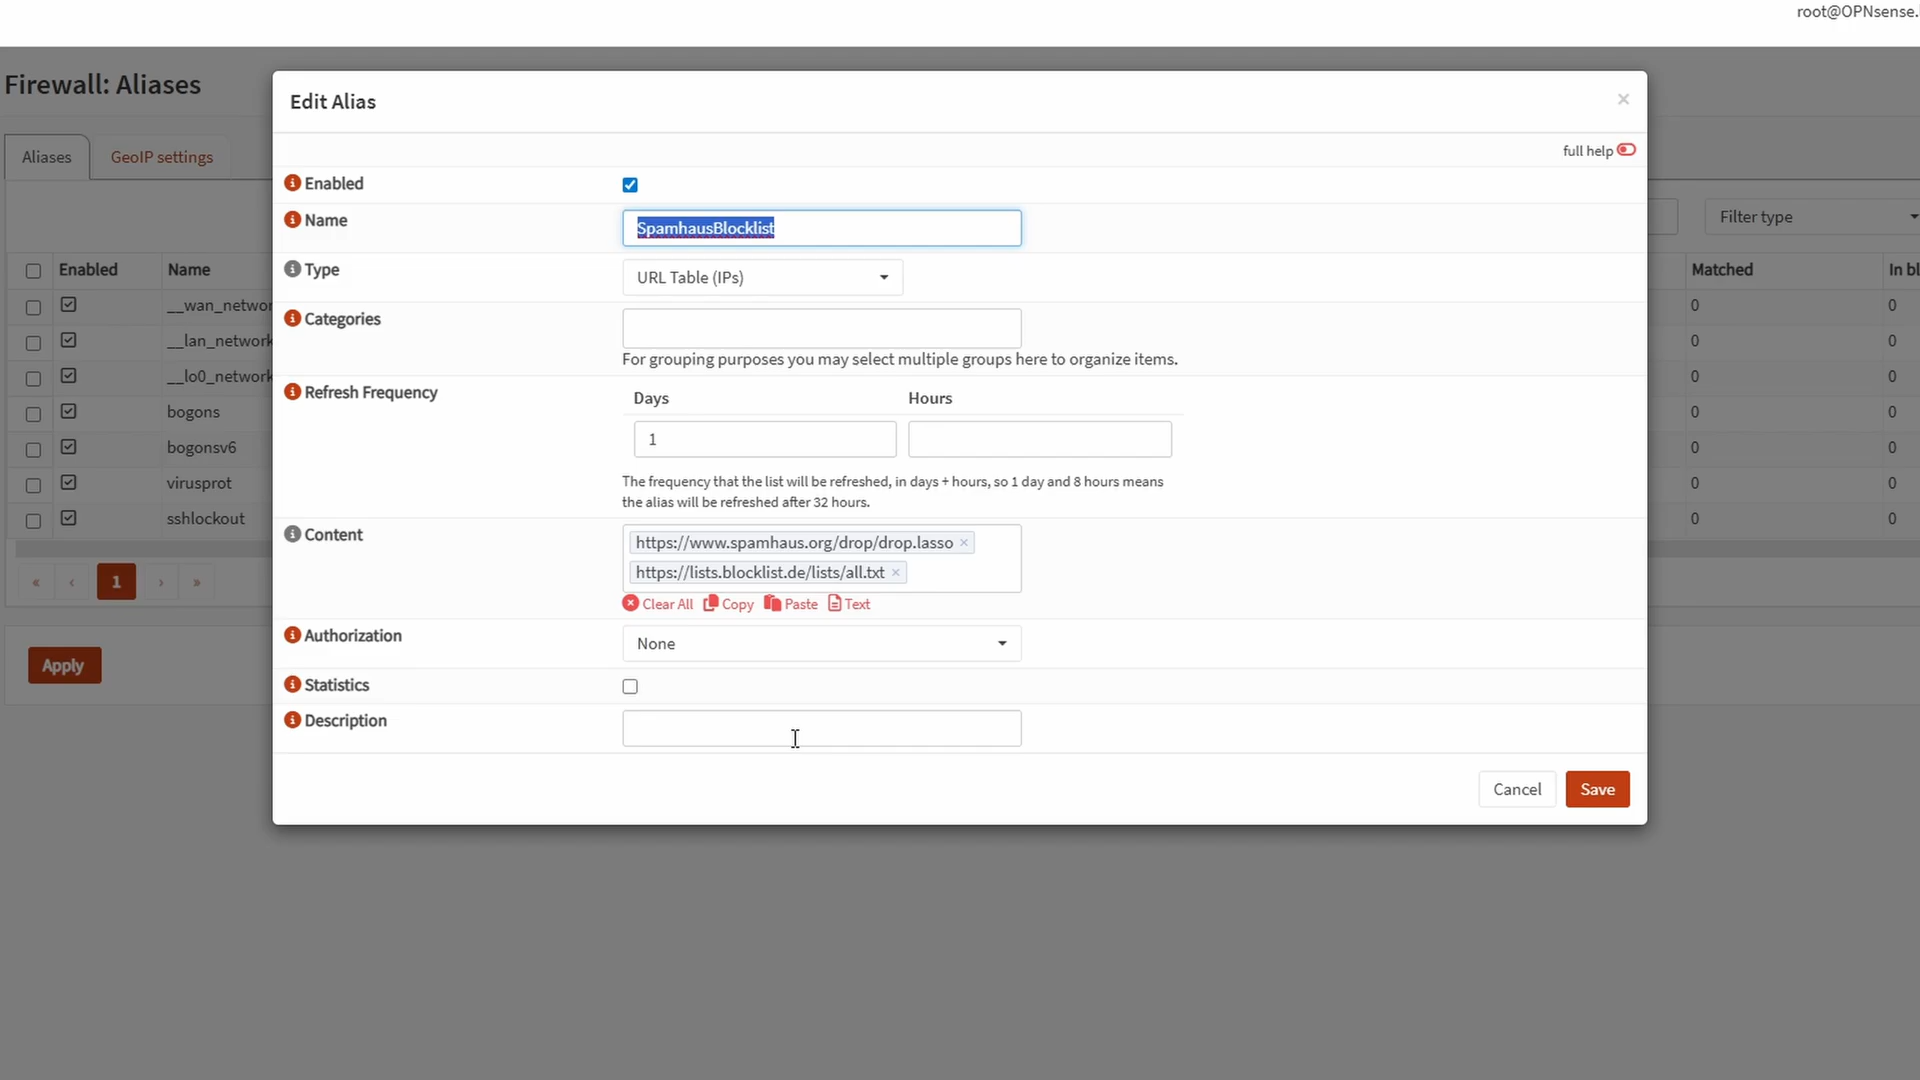 root@OPNsense.
Firewall: Aliases
Edit Alias
×
full help
Aliases
GeoIP settings
Enabled
Name
SpamhausBlocklist
Filter type
Type
URL Table (IPs)
Enabled
Name
Matched
In bl
Categories
For grouping purposes you may select multiple groups here to organize items.
__wan_networ
0
0
__lan_network
0
0
__lo0_network
0
0
bogons
0
0
bogonsv6
0
0
virusprot
0
0
sshlockout
0
0
Refresh Frequency
Days
Hours
1
The frequency that the list will be refreshed, in days + hours, so 1 day and 8 hours means
the alias will be refreshed after 32 hours.
Content
https://www.spamhaus.org/drop/drop.lasso ×
https://lists.blocklist.de/lists/all.txt ×
Clear All Copy Paste Text
« ‹ 1 › »
Authorization
None
Apply
Statistics
Description
Cancel
Save